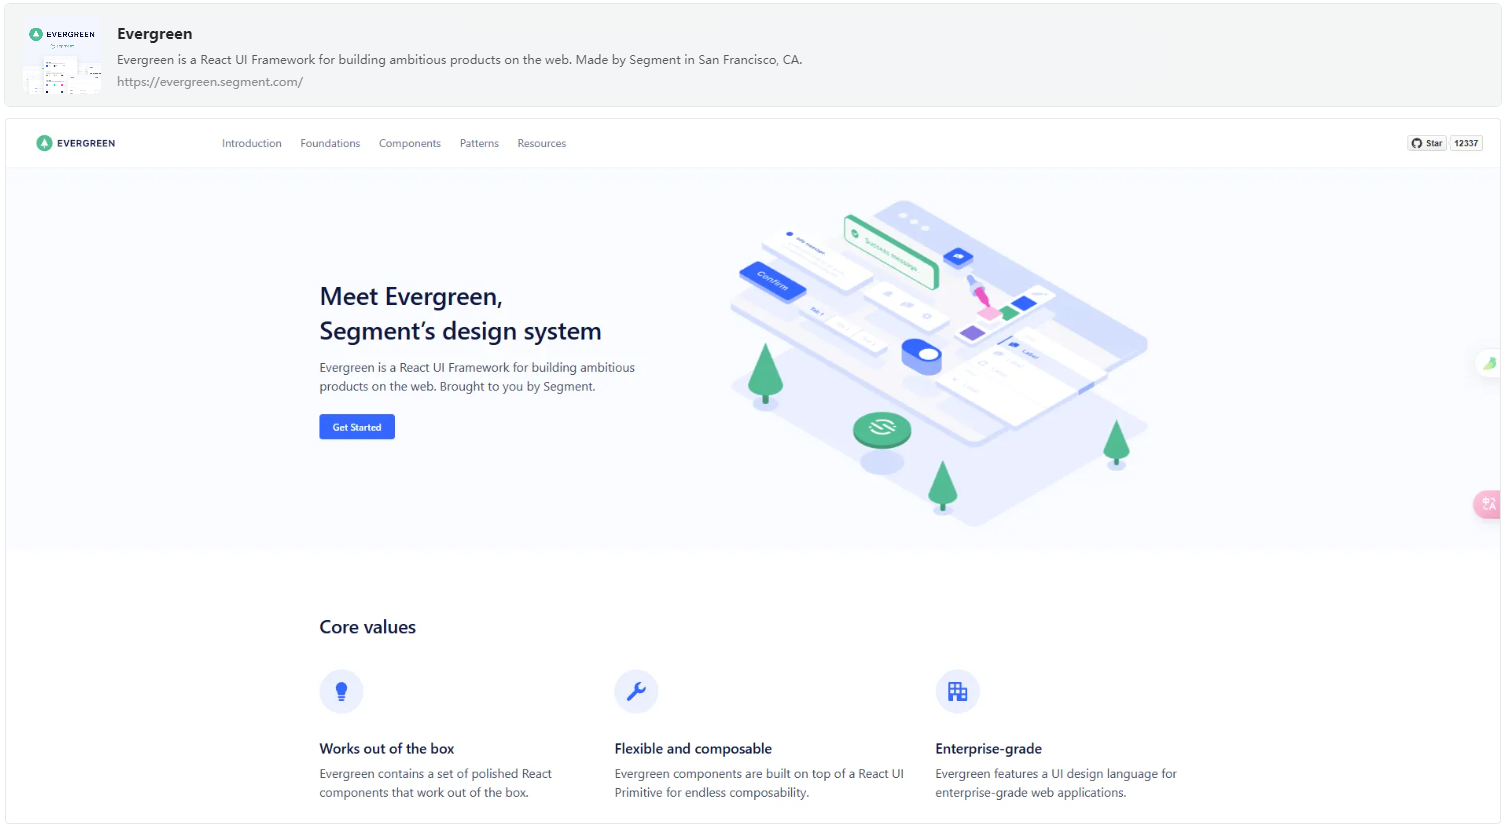 EVERGREEN
Evergreen
Evergreen is a React UI Framework for building ambitious products on the web. Made by Segment in San Francisco, CA.
https://evergreen.segment.com/
EVERGREEN
Introduction
Foundations
Components
Patterns
Resources
Star
12337
Meet Evergreen,
Segment’s design system
Evergreen is a React UI Framework for building ambitious
products on the web. Brought to you by Segment.
Get Started
Success message
Confirm
Tab 1
Label
Core values
Works out of the box
Evergreen contains a set of polished React
components that work out of the box.
Flexible and composable
Evergreen components are built on top of a React UI
Primitive for endless composability.
Enterprise-grade
Evergreen features a UI design language for
enterprise-grade web applications.